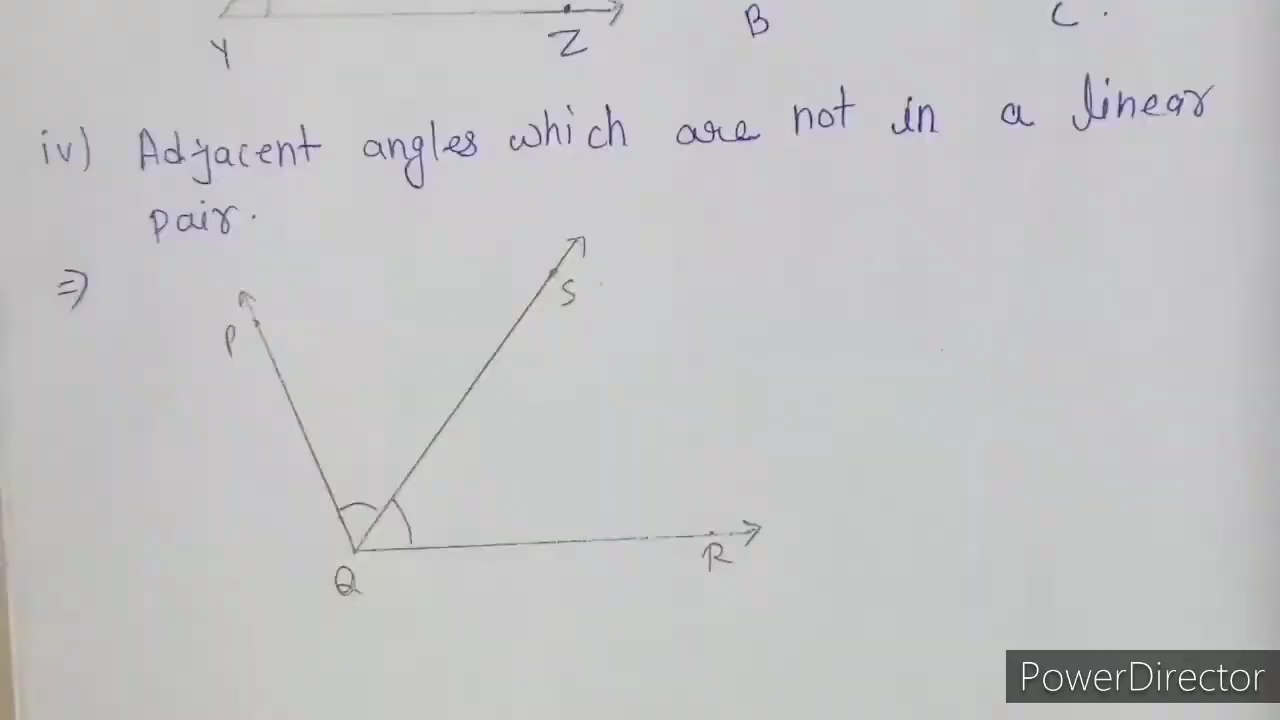 Y Z B C .
iv) Adjacent angles which are not in a linear
pair.
⇒
S
P
R
Q
PowerDirector